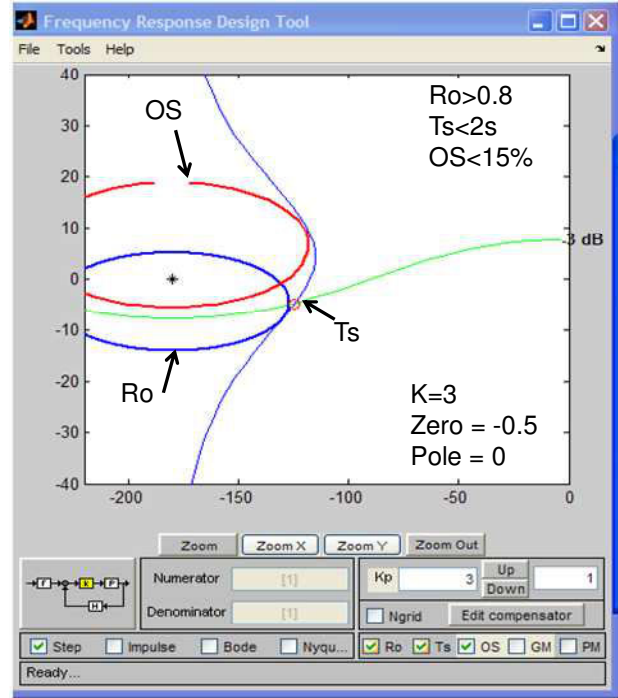 Frequency Response Design Tool
File Tools Help
40
30
20
10
0
-10
-20
-30
-40
-200 -150 -100 -50 0
OS
Ro>0.8
Ts<2s
OS<15%
-3 dB
Ts
Ro
K=3
Zero = -0.5
Pole = 0
Zoom Zoom X Zoom Y Zoom Out
F k P
H
Numerator [1]
Denominator [1]
Kp 3 Up Down 1
Ngrid Edit compensator
Step Impulse Bode Nyqu... Ro Ts OS GM PM
Ready...